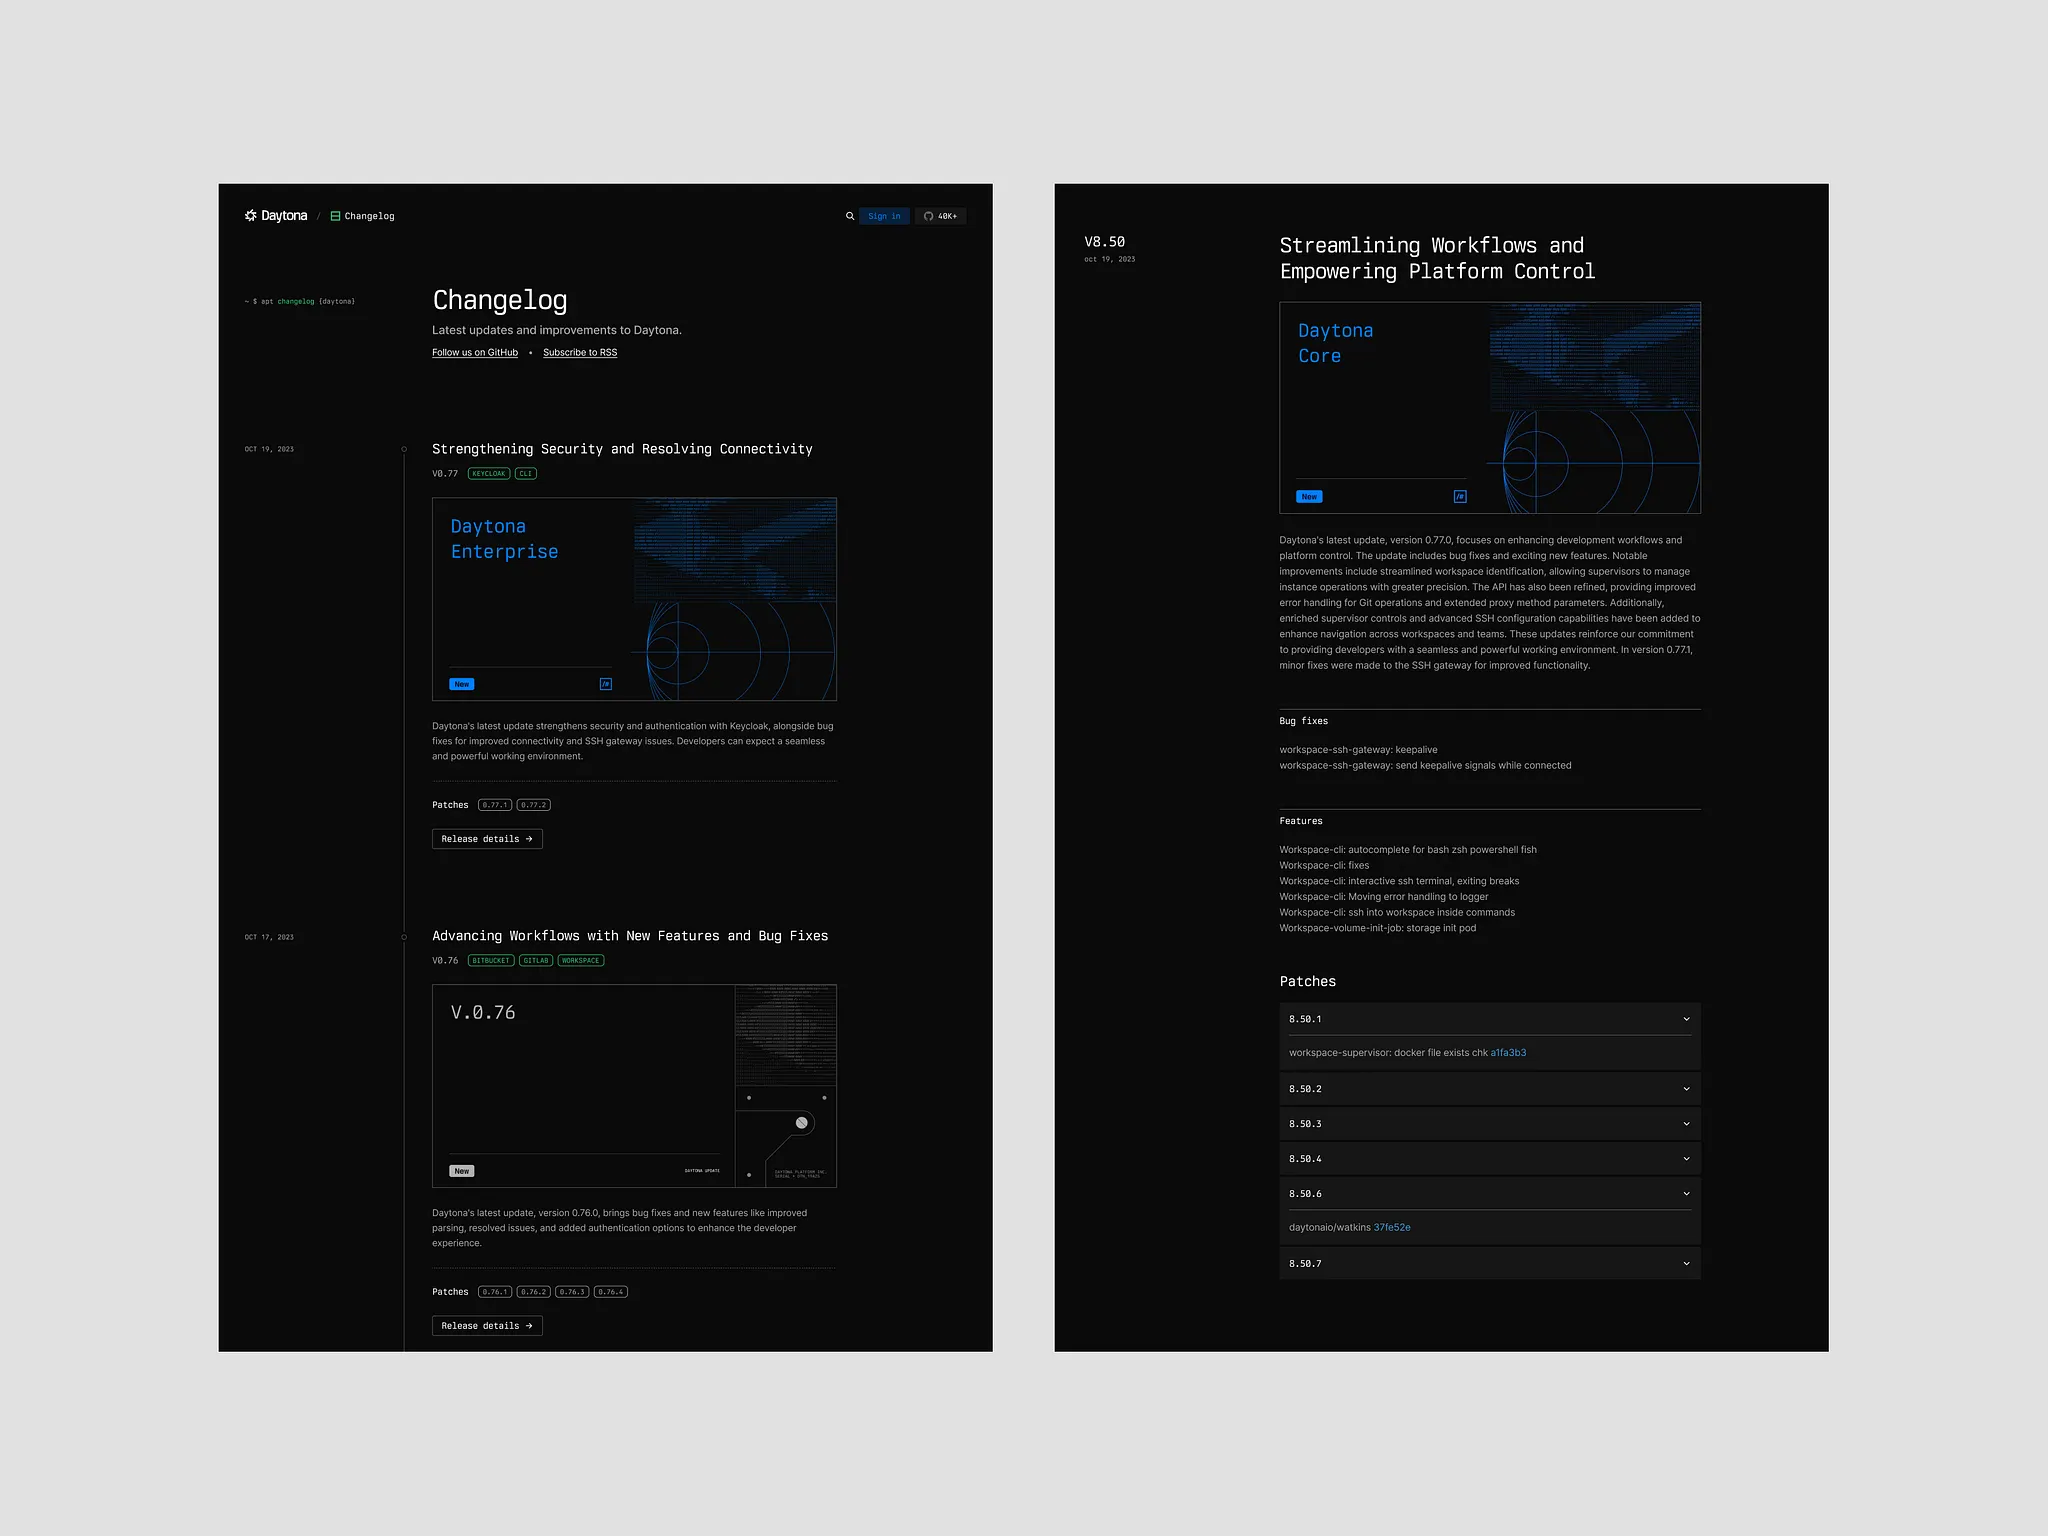 Daytona / Changelog
Sign in
40K+
~ $ apt changelog {daytona}
Changelog
Latest updates and improvements to Daytona.
Follow us on GitHub • Subscribe to RSS
OCT 19, 2023
Strengthening Security and Resolving Connectivity
V0.77 KEYCLOAK CLI
Daytona
Enterprise
New
/#
Daytona's latest update strengthens security and authentication with Keycloak, alongside bug
fixes for improved connectivity and SSH gateway issues. Developers can expect a seamless
and powerful working environment.
Patches 0.77.1 0.77.2
Release details →
OCT 17, 2023
Advancing Workflows with New Features and Bug Fixes
V0.76 BITBUCKET GITLAB WORKSPACE
V.0.76
New
DAYTONA UPDATE
DAYTONA PLATFORM INC.
Daytona's latest update, version 0.76.0, brings bug fixes and new features like improved
parsing, resolved issues, and added authentication options to enhance the developer
experience.
Patches 0.76.1 0.76.2 0.76.3 0.76.4
Release details →
V8.50
oct 19, 2023
Streamlining Workflows and
Empowering Platform Control
Daytona
Core
New
/#
Daytona's latest update, version 0.77.0, focuses on enhancing development workflows and
platform control. The update includes bug fixes and exciting new features. Notable
improvements include streamlined workspace identification, allowing supervisors to manage
instance operations with greater precision. The API has also been refined, providing improved
error handling for Git operations and extended proxy method parameters. Additionally,
enriched supervisor controls and advanced SSH configuration capabilities have been added to
enhance navigation across workspaces and teams. These updates reinforce our commitment
to providing developers with a seamless and powerful working environment. In version 0.77.1,
minor fixes were made to the SSH gateway for improved functionality.
Bug fixes
workspace-ssh-gateway: keepalive
workspace-ssh-gateway: send keepalive signals while connected
Features
Workspace-cli: autocomplete for bash zsh powershell fish
Workspace-cli: fixes
Workspace-cli: interactive ssh terminal, exiting breaks
Workspace-cli: Moving error handling to logger
Workspace-cli: ssh into workspace inside commands
Workspace-volume-init-job: storage init pod
Patches
8.50.1
workspace-supervisor: docker file exists chk a1fa3b3
8.50.2
8.50.3
8.50.4
8.50.6
daytonaio/watkins 37fe52e
8.50.7